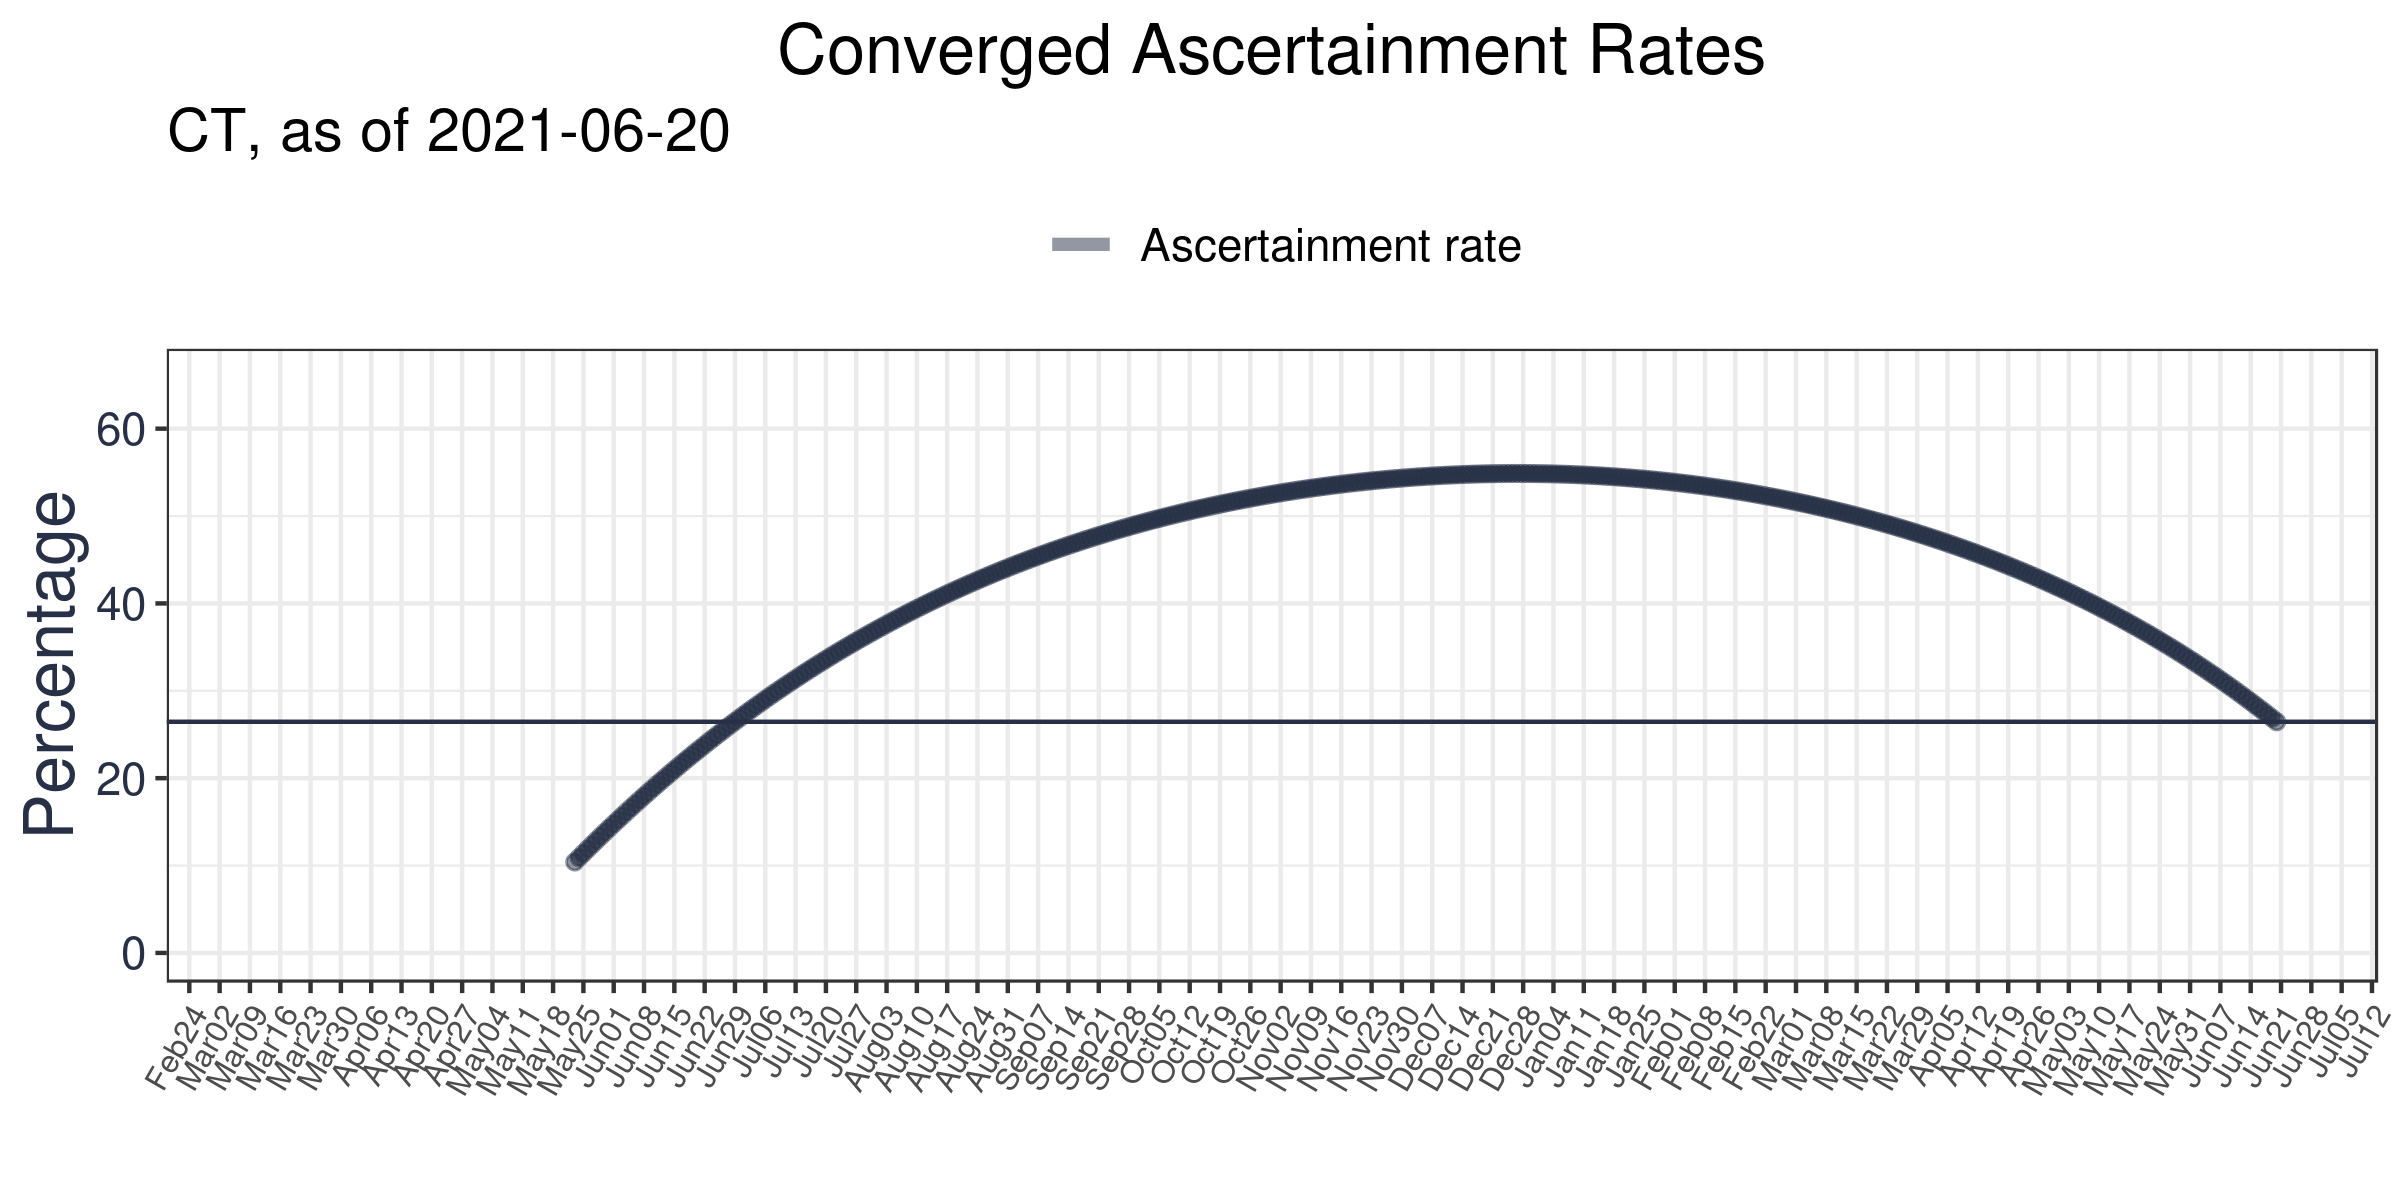 Converged Ascertainment Rates
CT, as of 2021-06-20
Ascertainment rate
Percentage
60
40
20
0
Feb24
Mar02
Mar09
Mar16
Mar23
Mar30
Apr06
Apr13
Apr20
Apr27
May04
May11
May18
May25
Jun01
Jun08
Jun15
Jun22
Jun29
Jul06
Jul13
Jul20
Jul27
Aug03
Aug10
Aug17
Aug24
Aug31
Sep07
Sep14
Sep21
Sep28
Oct05
Oct12
Oct19
Oct26
Nov02
Nov09
Nov16
Nov23
Nov30
Dec07
Dec14
Dec21
Dec28
Jan04
Jan11
Jan18
Jan25
Feb01
Feb08
Feb15
Feb22
Mar01
Mar08
Mar15
Mar22
Mar29
Apr05
Apr12
Apr19
Apr26
May03
May10
May17
May24
May31
Jun07
Jun14
Jun21
Jun28
Jul05
Jul12